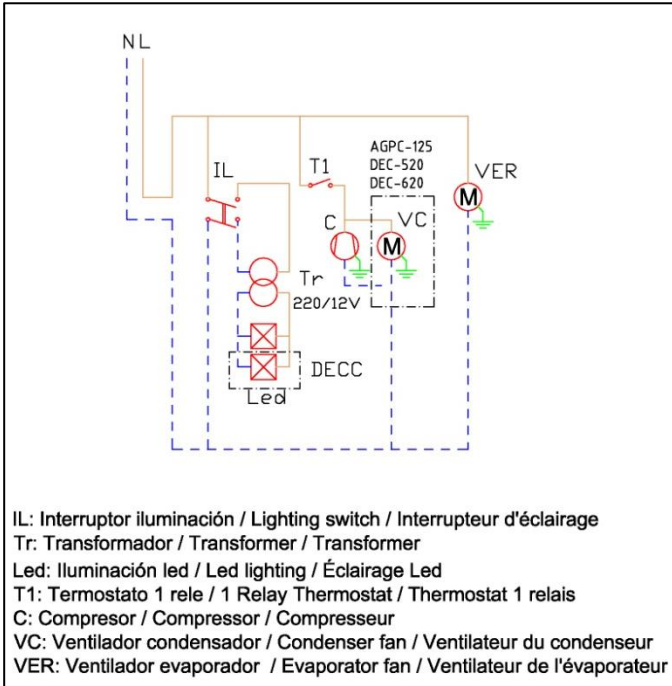 N L
AGPC-125
DEC-520
DEC-620
IL
T1
VER
M
C
VC
M
Tr
220/12V
DECC
Led
IL: Interruptor iluminación / Lighting switch / Interrupteur d'éclairage
Tr: Transformador / Transformer / Transformer
Led: Iluminación led / Led lighting / Éclairage Led
T1: Termostato 1 rele / 1 Relay Thermostat / Thermostat 1 relais
C: Compresor / Compressor / Compresseur
VC: Ventilador condensador / Condenser fan / Ventilateur du condenseur
VER: Ventilador evaporador / Evaporator fan / Ventilateur de l'évaporateur